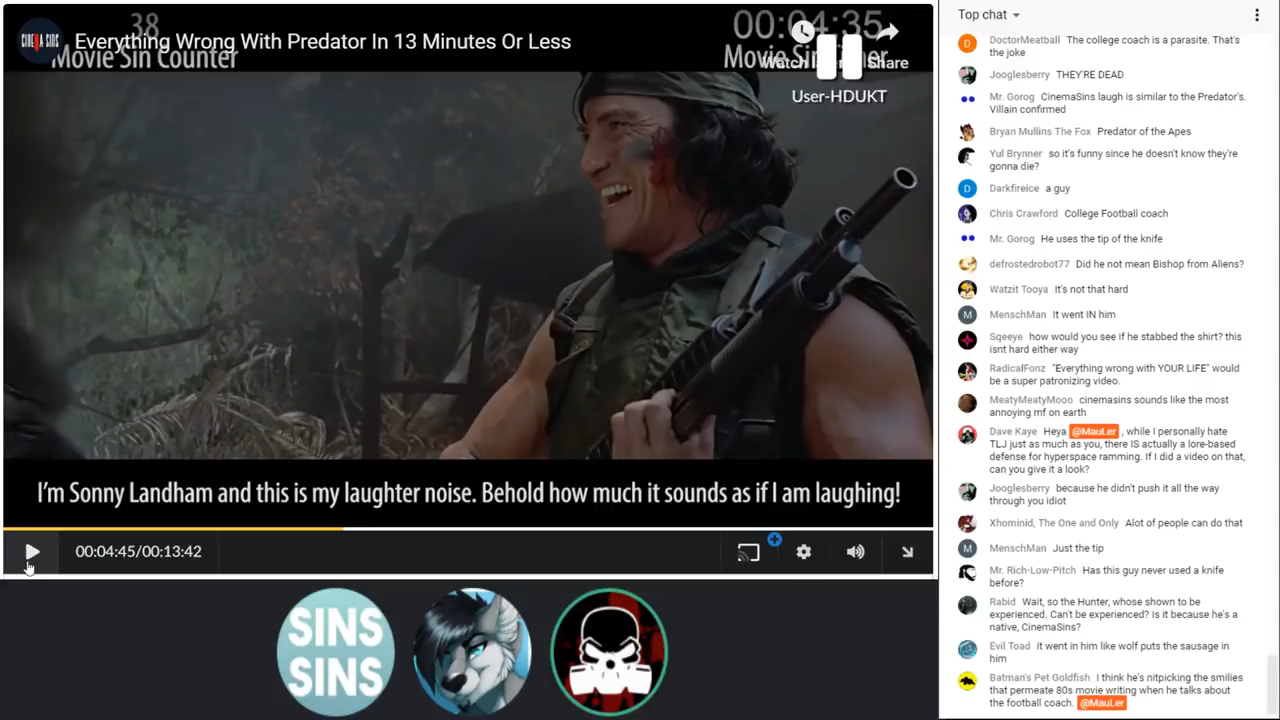 38
Movie Sin Counter
CINEMA SINS
Everything Wrong With Predator In 13 Minutes Or Less
00:04:35
Share
User-HDUKT
I'm Sonny Landham and this is my laughter noise. Behold how much it sounds as if I am laughing!
00:04:45/00:13:42
SINS
SINS
Top chat
D
DoctorMeatball The college coach is a parasite. That's
the joke
Jooglesberry THEY'RE DEAD
Mr. Gorog CinemaSins laugh is similar to the Predator's.
Villain confirmed
Bryan Mullins The Fox Predator of the Apes
Yul Brynner so it's funny since he doesn't know they're
gonna die?
D
Darkfireice a guy
Chris Crawford College Football coach
Mr. Gorog He uses the tip of the knife
defrostedrobot77 Did he not mean Bishop from Aliens?
Watzit Tooya It's not that hard
M
MenschMan It went IN him
Sqeeye how would you see if he stabbed the shirt? this
isnt hard either way
RadicalFonz "Everything wrong with YOUR LIFE" would
be a super patronizing video.
MeatyMeatyMooo cinemasins sounds like the most
annoying mf on earth
Dave Kaye Heya @MauLer , while I personally hate
TLJ just as much as you, there IS actually a lore-based
defense for hyperspace ramming. If I did a video on that,
can you give it a look?
Jooglesberry because he didn't push it all the way
through you idiot
Xhominid, The One and Only Alot of people can do that
M
MenschMan Just the tip
Mr. Rich-Low-Pitch Has this guy never used a knife
before?
Rabid Wait, so the Hunter, whose shown to be
experienced. Can't be experienced? Is it because he's a
native, CinemaSins?
Evil Toad it went in him like wolf puts the sausage in
him
Batman's Pet Goldfish I think he's nitpicking the smilies
that permeate 80s movie writing when he talks about
the football coach. @MauLer